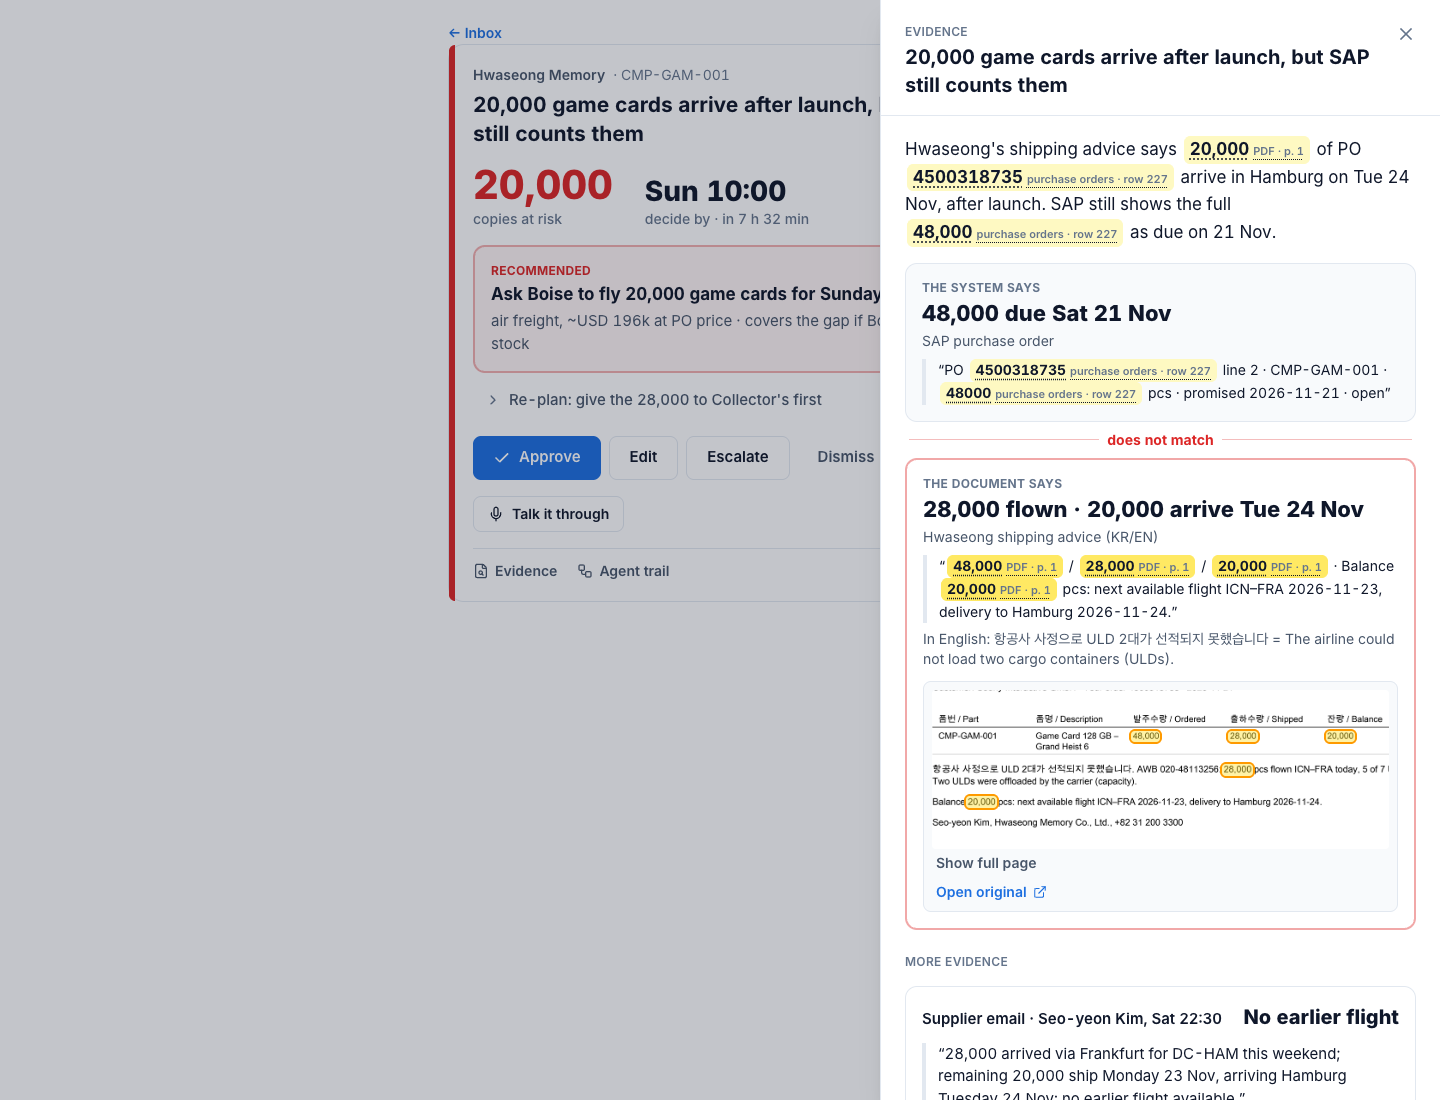 ← Inbox
Hwaseong Memory · CMP-GAM-001
20,000 game cards arrive after launch,
still counts them
20,000
copies at risk
Sun 10:00
decide by · in 7 h 32 min
RECOMMENDED
Ask Boise to fly 20,000 game cards for Sunday
air freight, ~USD 196k at PO price · covers the gap if
stock
Re-plan: give the 28,000 to Collector's first
Approve
Edit
Escalate
Dismiss
Talk it through
Evidence
Agent trail
EVIDENCE
20,000 game cards arrive after launch, but SAP
still counts them
Hwaseong's shipping advice says 20,000 PDF · p. 1 of PO
4500318735 purchase orders · row 227 arrive in Hamburg on Tue 24
Nov, after launch. SAP still shows the full
48,000 purchase orders · row 227 as due on 21 Nov.
THE SYSTEM SAYS
48,000 due Sat 21 Nov
SAP purchase order
“PO 4500318735 purchase orders · row 227 line 2 · CMP-GAM-001 ·
48000 purchase orders · row 227 pcs · promised 2026-11-21 · open”
does not match
THE DOCUMENT SAYS
28,000 flown · 20,000 arrive Tue 24 Nov
Hwaseong shipping advice (KR/EN)
“ 48,000 PDF · p. 1 / 28,000 PDF · p. 1 / 20,000 PDF · p. 1 · Balance
20,000 PDF · p. 1 pcs: next available flight ICN–FRA 2026-11-23,
delivery to Hamburg 2026-11-24.”
In English: 항공사 사정으로 ULD 2대가 선적되지 못했습니다 = The airline could
not load two cargo containers (ULDs).
품번 / Part 품명 / Description 발주수량 / Ordered 출하수량 / Shipped 잔량 / Balance
CMP-GAM-001 Game Card 128 GB – 48,000 28,000 20,000
Grand Heist 6
항공사 사정으로 ULD 2대가 선적되지 못했습니다. AWB 020-48113256 28,000 pcs flown ICN–FRA today, 5 of 7
Two ULDs were offloaded by the carrier (capacity).
Balance 20,000 pcs: next available flight ICN–FRA 2026-11-23, delivery to Hamburg 2026-11-24.
Seo-yeon Kim, Hwaseong Memory Co., Ltd., +82 31 200 3300
Show full page
Open original
MORE EVIDENCE
Supplier email · Seo-yeon Kim, Sat 22:30
No earlier flight
“28,000 arrived via Frankfurt for DC-HAM this weekend;
remaining 20,000 ship Monday 23 Nov, arriving Hamburg
Tuesday 24 Nov; no earlier flight available.”